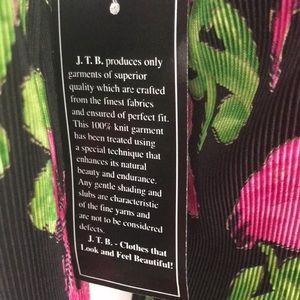 J. T. B. produces only
garments of superior
quality which are crafted
from the finest fabrics
and ensured of perfect fit.
This 100% knit garment
has been treated using
a special technique that
enhances its natural
beauty and endurance.
Any gentle shading and
slubs are characteristic
of the fine yarns and
are not to be considered
defects.
J. T. B. - Clothes that
Look and Feel Beautiful!